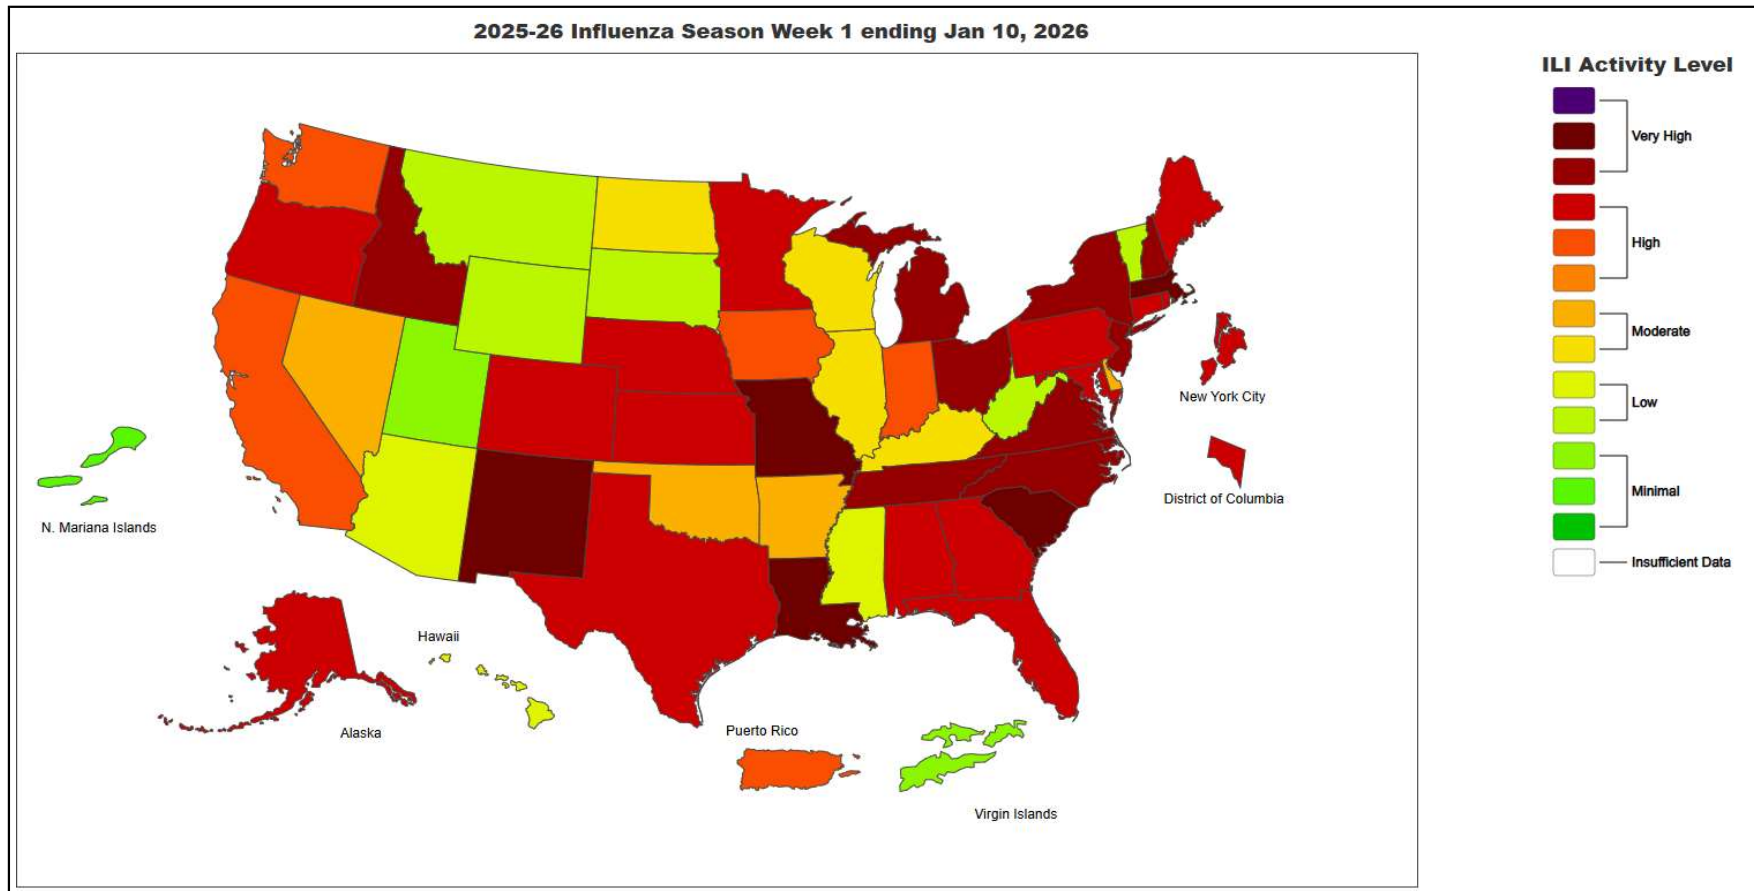 2025-26 Influenza Season Week 1 ending Jan 10, 2026
ILI Activity Level
Very High
High
Moderate
Low
Minimal
Insufficient Data
New York City
District of Columbia
N. Mariana Islands
Hawaii
Alaska
Puerto Rico
Virgin Islands